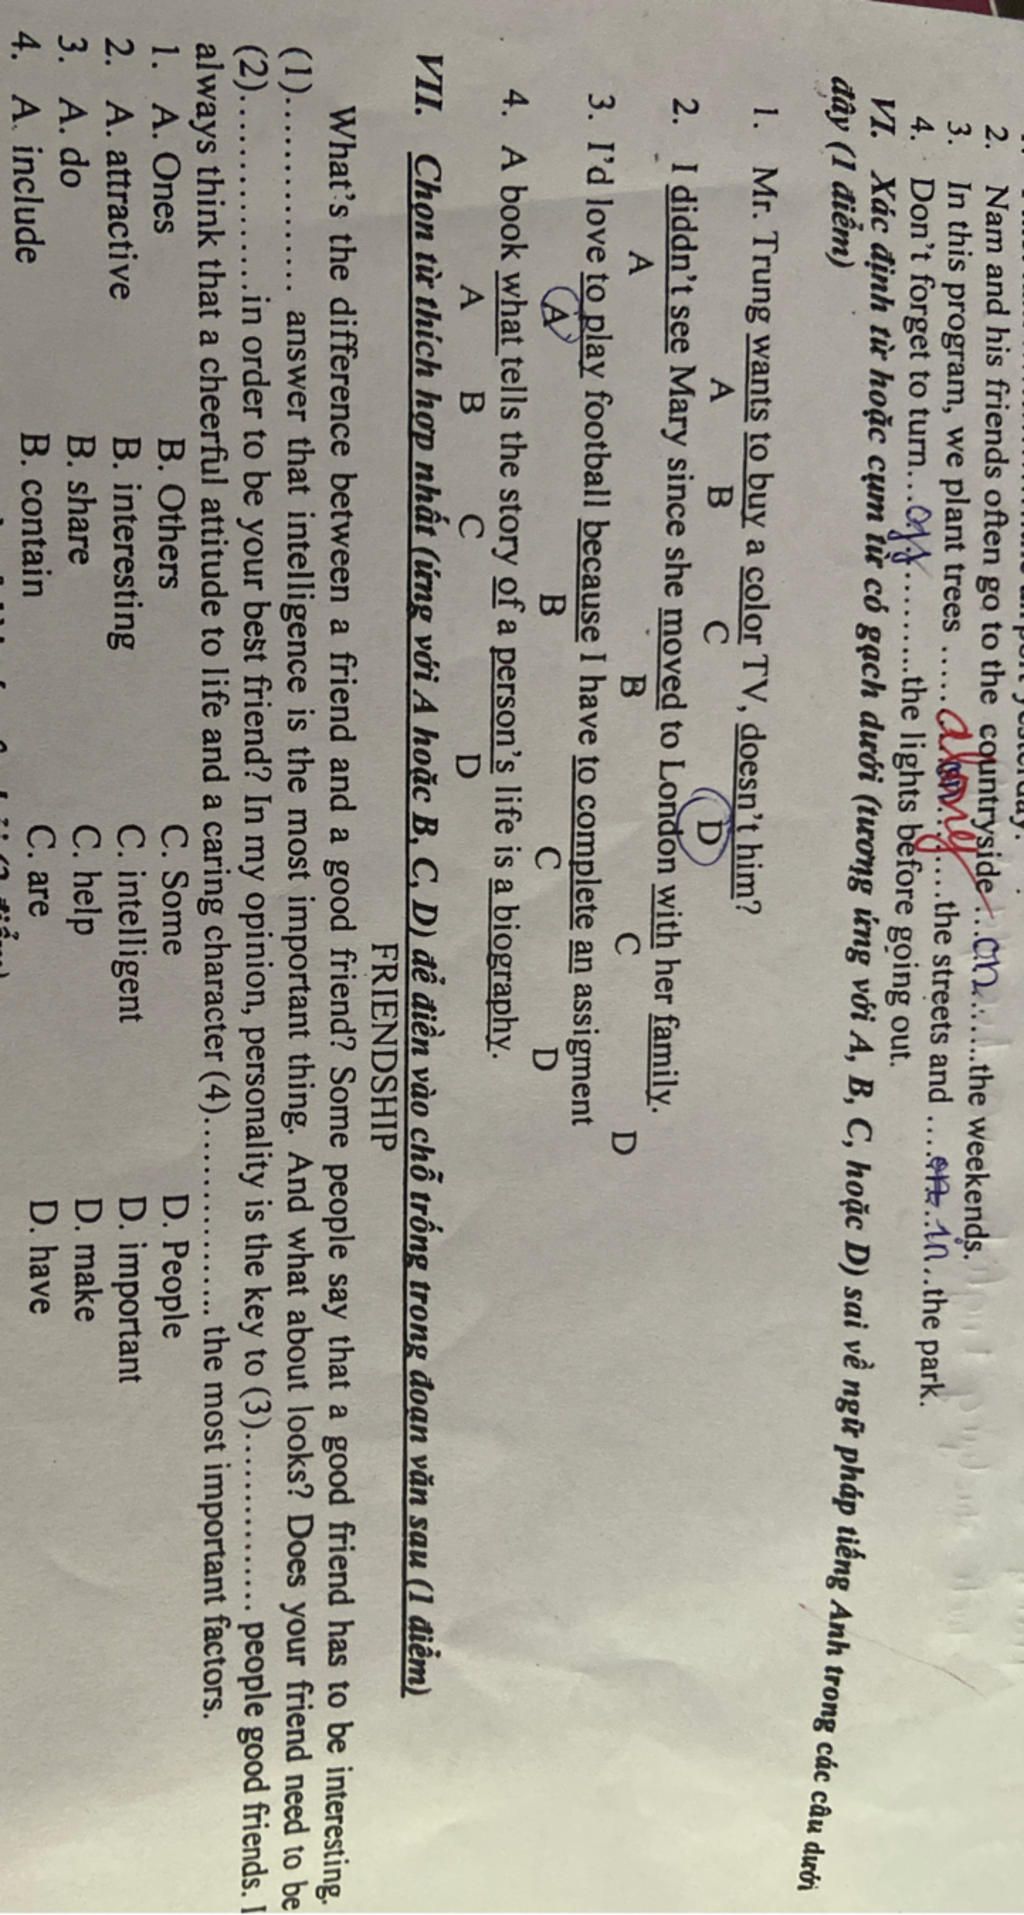 2. Nam and his friends often go to the countryside ...on......the weekends.
3. In this program, we plant trees .....along.....the streets and ....in...the park.
4. Don't forget to turn...off.........the lights before going out.
VI. Xác định từ hoặc cụm từ có gạch dưới (tương ứng với A, B, C, hoặc D) sai về ngữ pháp tiếng Anh trong các câu dưới
đây (1 điểm)
1. Mr. Trung wants to buy a color TV, doesn't him?
A B C D
2. I diddn't see Mary since she moved to London with her family.
A B C D
3. I'd love to play football because I have to complete an assigment
A B C D
4. A book what tells the story of a person's life is a biography.
A B C D
VII. Chọn từ thích hợp nhất (ứng với A hoặc B, C, D) để điền vào chỗ trống trong đoạn văn sau (1 điểm)
FRIENDSHIP
What's the difference between a friend and a good friend? Some people say that a good friend has to be interesting.
(1)............... answer that intelligence is the most important thing. And what about looks? Does your friend need to be
(2)...............in order to be your best friend? In my opinion, personality is the key to (3)............... people good friends. I
always think that a cheerful attitude to life and a caring character (4)............... the most important factors.
1. A. Ones B. Others C. Some D. People
2. A. attractive B. interesting C. intelligent D. important
3. A. do B. share C. help D. make
4. A. include B. contain C. are D. have